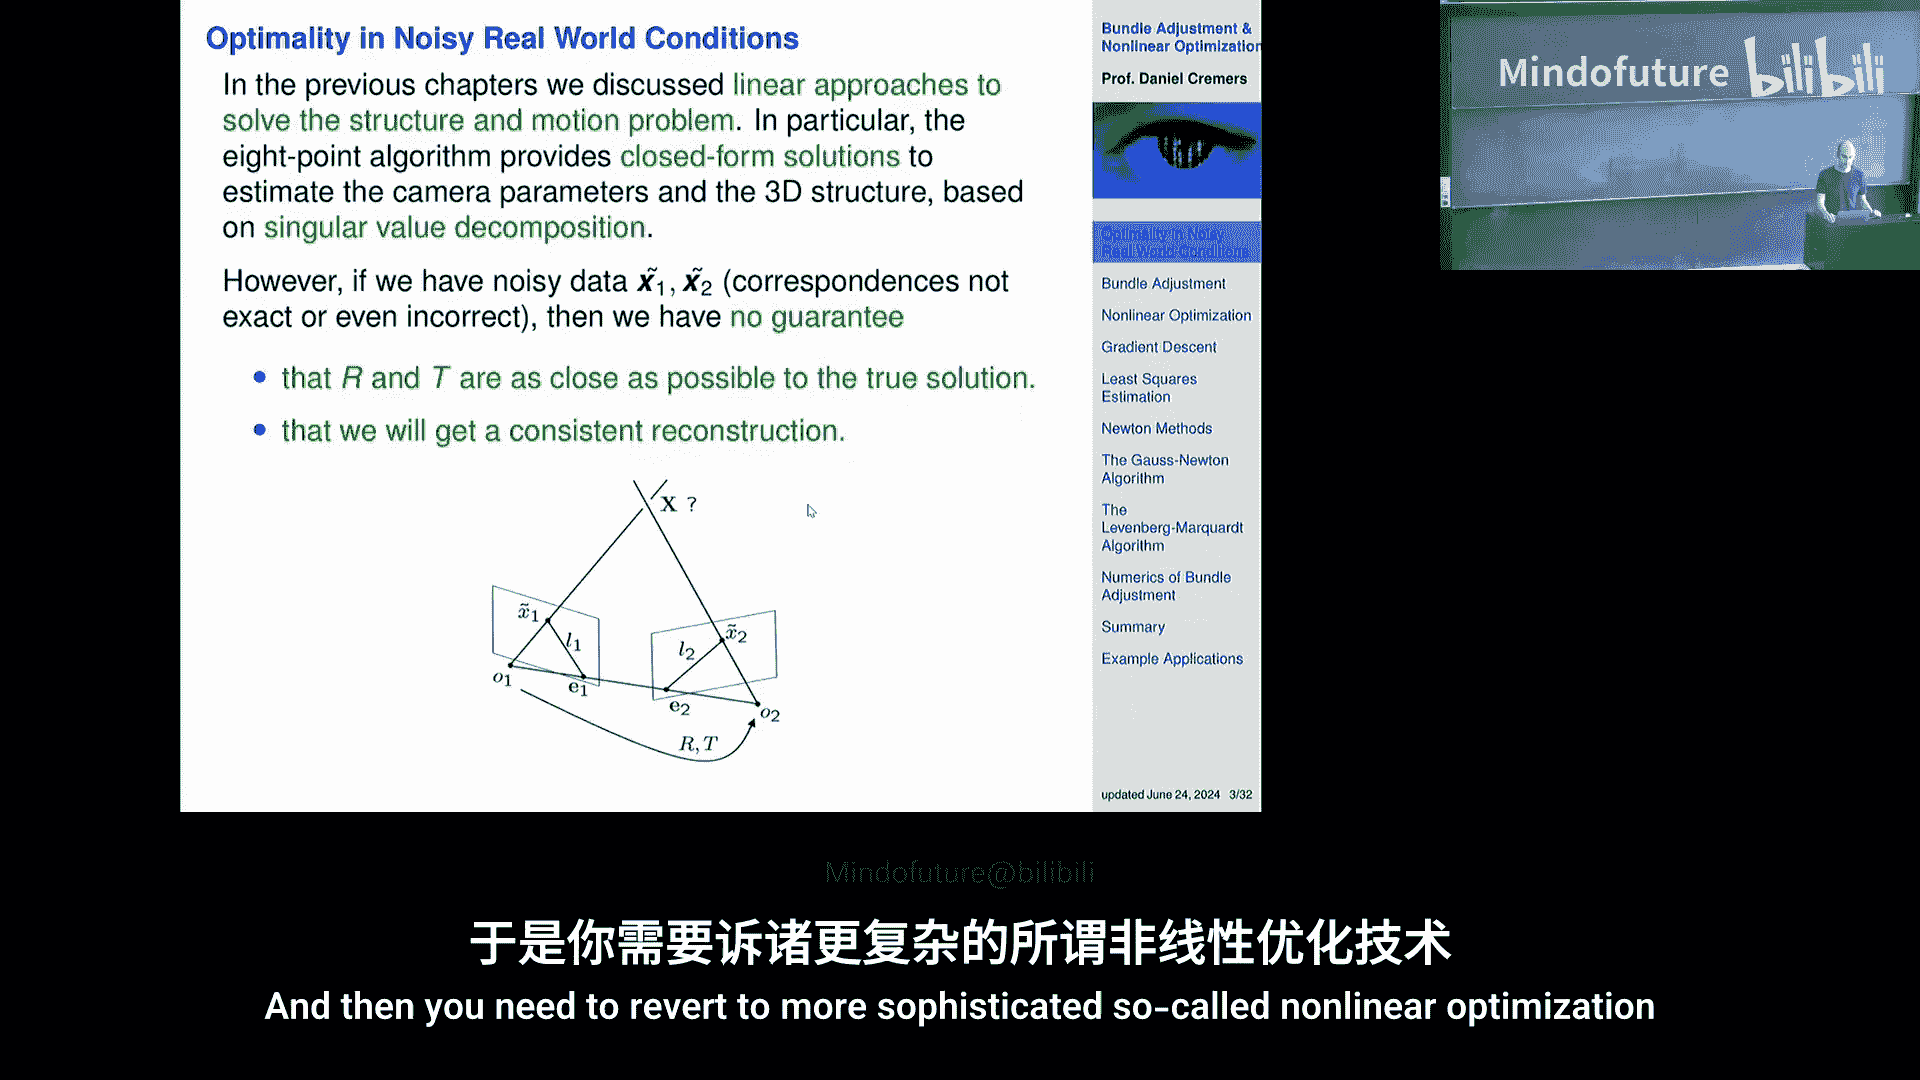 Optimality in Noisy Real World Conditions
In the previous chapters we discussed linear approaches to
solve the structure and motion problem. In particular, the
eight-point algorithm provides closed-form solutions to
estimate the camera parameters and the 3D structure, based
on singular value decomposition.
However, if we have noisy data x̃1, x̃2 (correspondences not
exact or even incorrect), then we have no guarantee
• that R and T are as close as possible to the true solution.
• that we will get a consistent reconstruction.
X ?
x̃1
l1
x̃2
l2
o1
e1
e2
o2
R, T
Bundle Adjustment &
Nonlinear Optimization
Prof. Daniel Cremers
Optimality in Noisy
Real World Conditions
Bundle Adjustment
Nonlinear Optimization
Gradient Descent
Least Squares
Estimation
Newton Methods
The Gauss-Newton
Algorithm
The
Levenberg-Marquardt
Algorithm
Numerics of Bundle
Adjustment
Summary
Example Applications
updated June 24, 2024 3/32
Mindofuture bilibili
Mindofuture@bilibili
于是你需要诉诸更复杂的所谓非线性优化技术
And then you need to revert to more sophisticated so-called nonlinear optimization